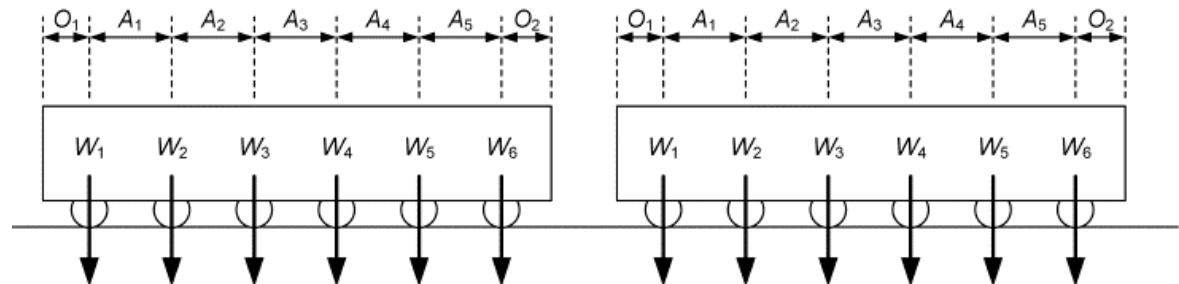 O₁ A₁ A₂ A₃ A₄ A₅ O₂ O₁ A₁ A₂ A₃ A₄ A₅ O₂
W₁ W₂ W₃ W₄ W₅ W₆ W₁ W₂ W₃ W₄ W₅ W₆